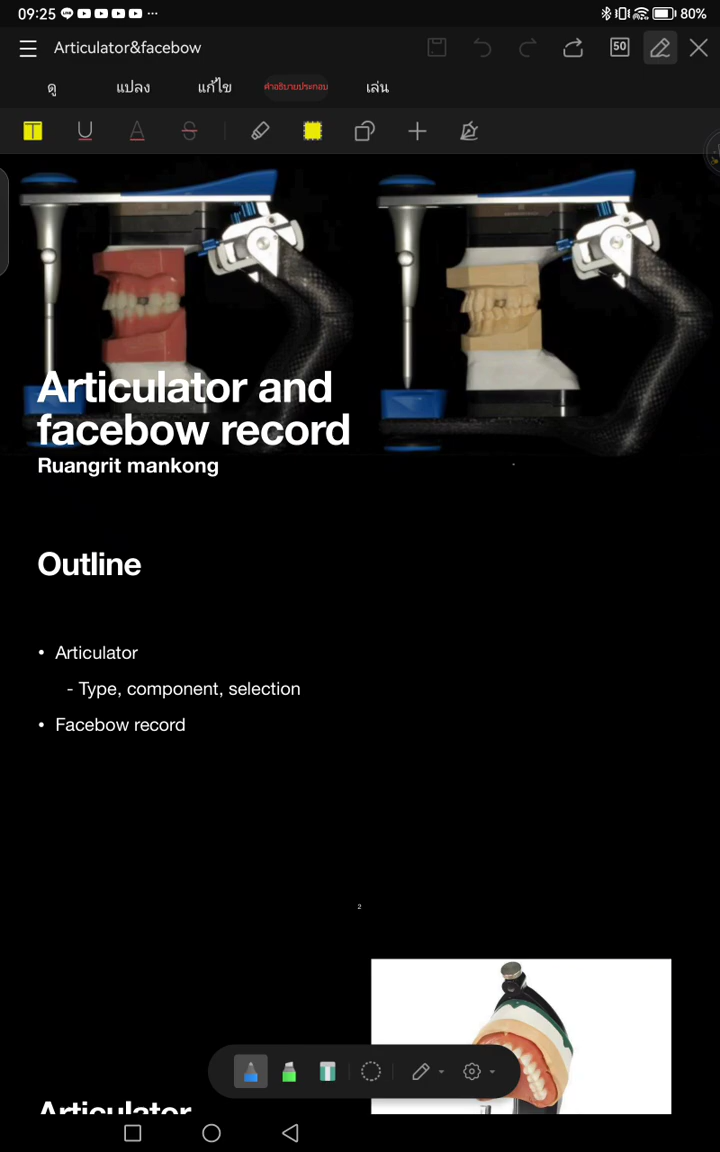 09:25
80%
Articulator&facebow
50
ดู แปลง แก้ไข คำอธิบายประกอบ เล่น
T U A S
Articulator and
facebow record
Ruangrit mankong
Outline
• Articulator
- Type, component, selection
• Facebow record
2
Articulator